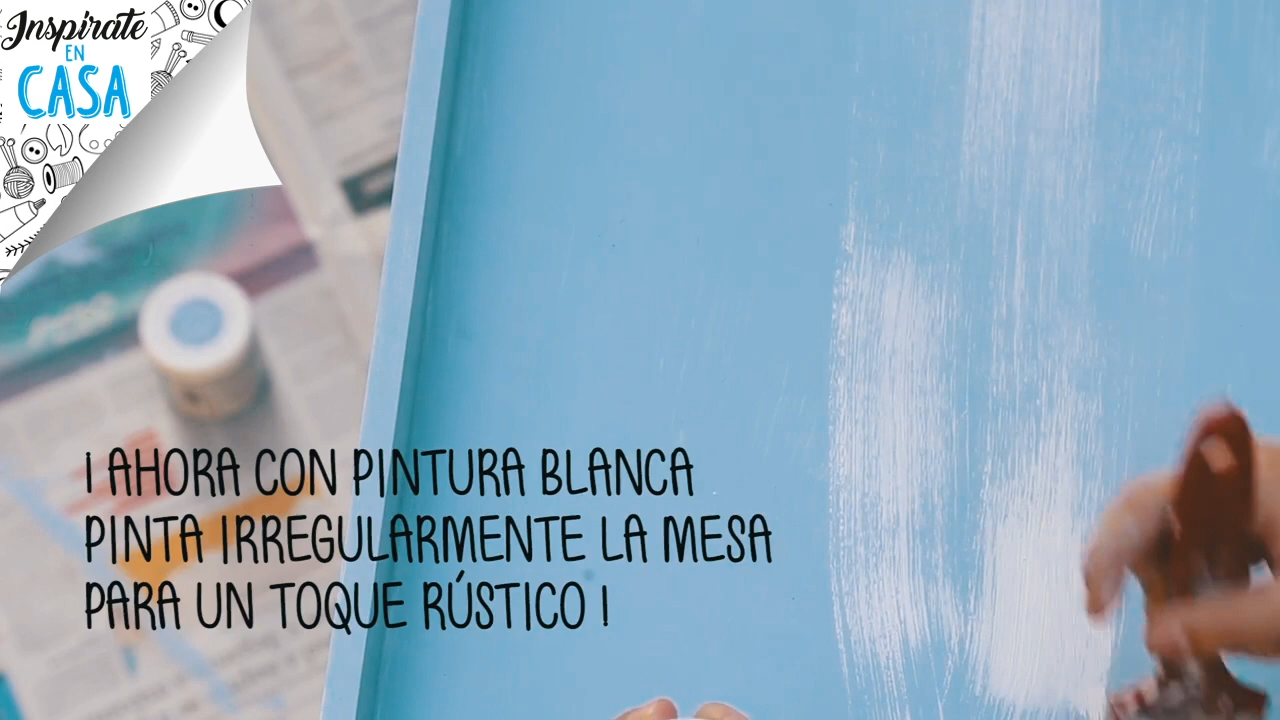 Inspirate
EN
CASA
¡ AHORA CON PINTURA BLANCA
PINTA IRREGULARMENTE LA MESA
PARA UN TOQUE RÚSTICO !